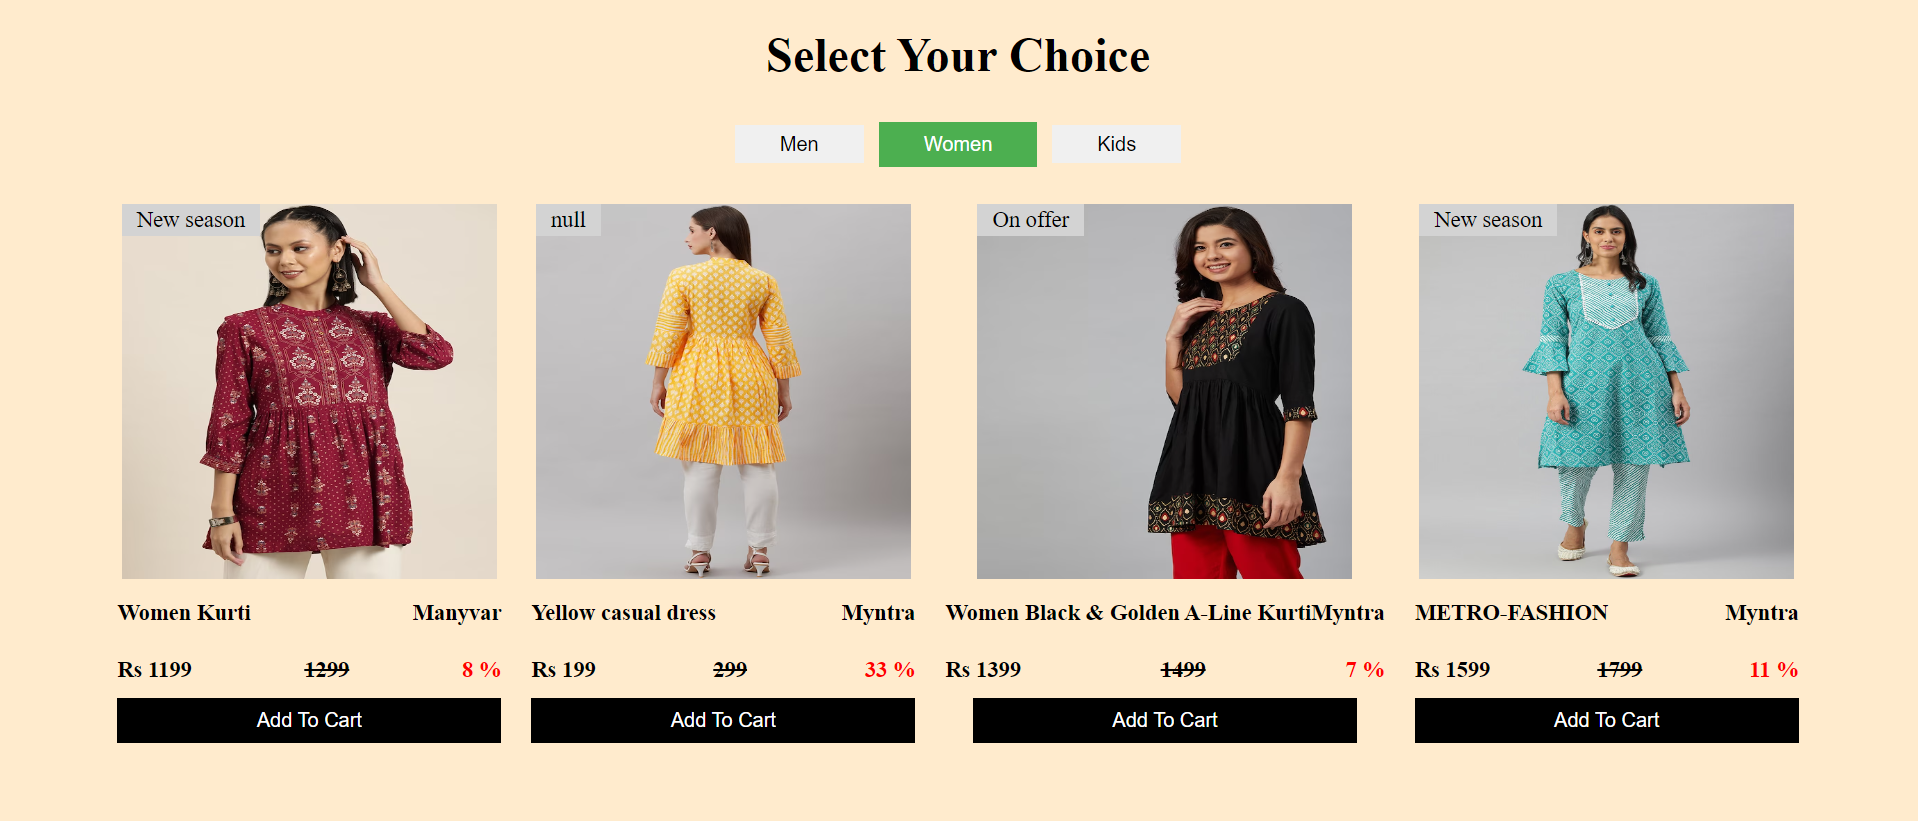 Select Your Choice
Men Women Kids
New season
null
On offer
New season
Women Kurti Manyvar
Rs 1199 1299 8 %
Add To Cart
Yellow casual dress Myntra
Rs 199 299 33 %
Add To Cart
Women Black & Golden A-Line KurtiMyntra
Rs 1399 1499 7 %
Add To Cart
METRO-FASHION Myntra
Rs 1599 1799 11 %
Add To Cart